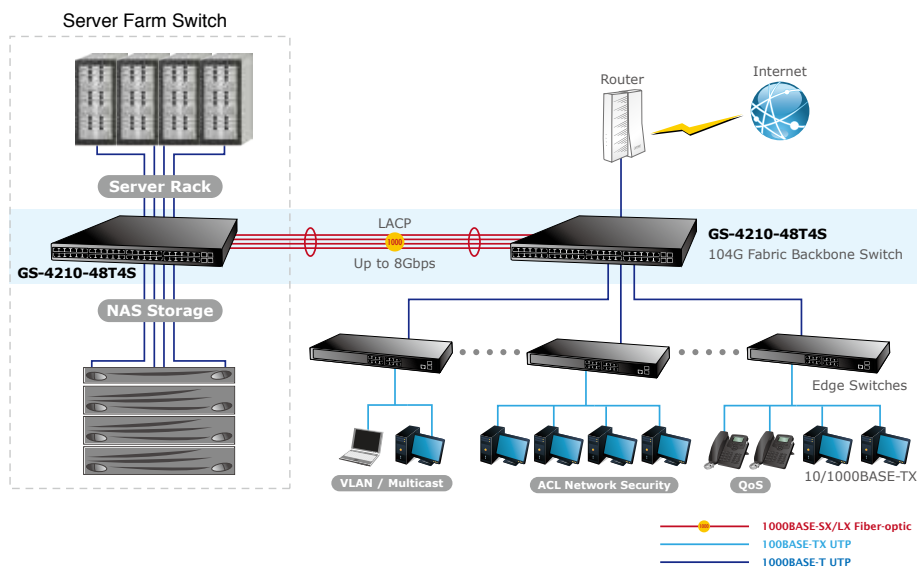 Server Farm Switch
Router
Internet
Server Rack
LACP
1000
Up to 8Gbps
GS-4210-48T4S
GS-4210-48T4S
104G Fabric Backbone Switch
NAS Storage
Edge Switches
VLAN / Multicast
ACL Network Security
QoS
10/1000BASE-TX
1000
1000BASE-SX/LX Fiber-optic
100BASE-TX UTP
1000BASE-T UTP